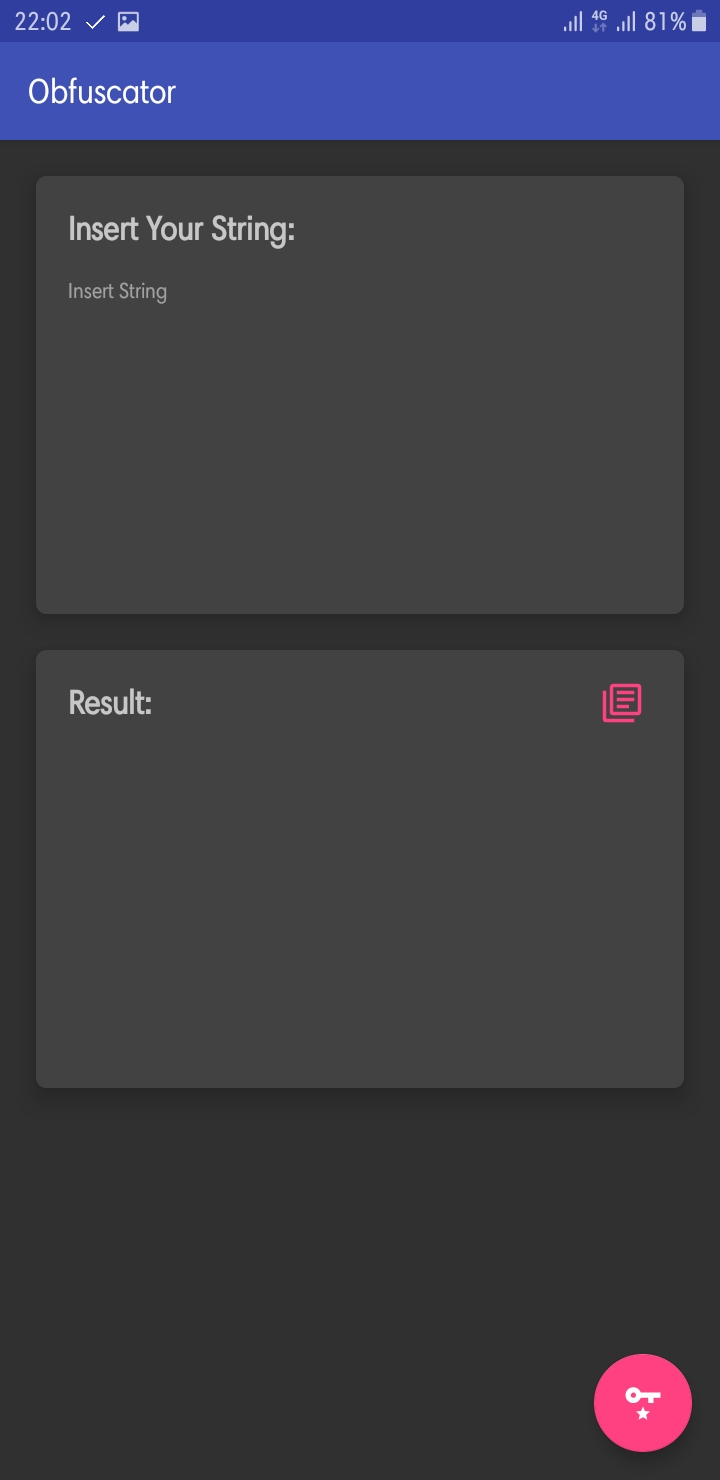 22:02 4G 81%
Obfuscator
Insert Your String:
Insert String
Result: